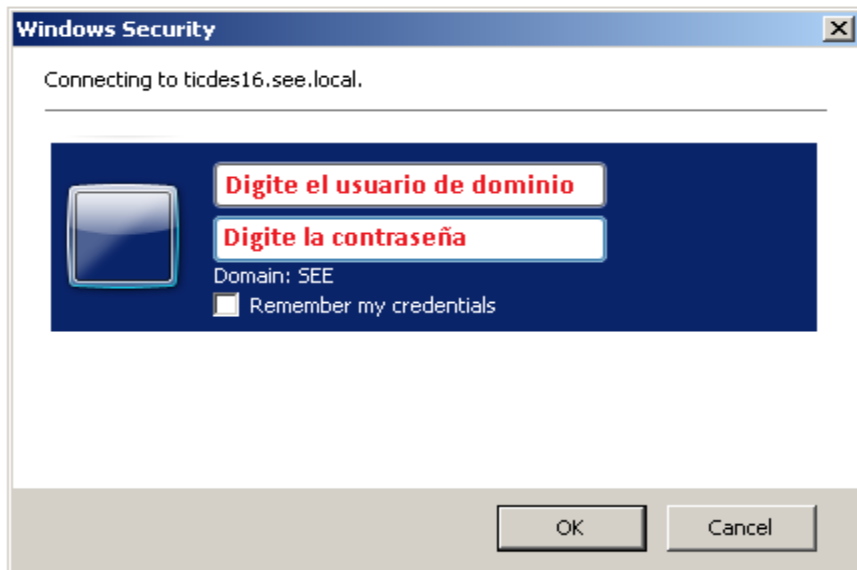 Windows Security
Connecting to ticdes16.see.local.
Digite el usuario de dominio
Digite la contraseña
Domain: SEE
Remember my credentials
OK
Cancel